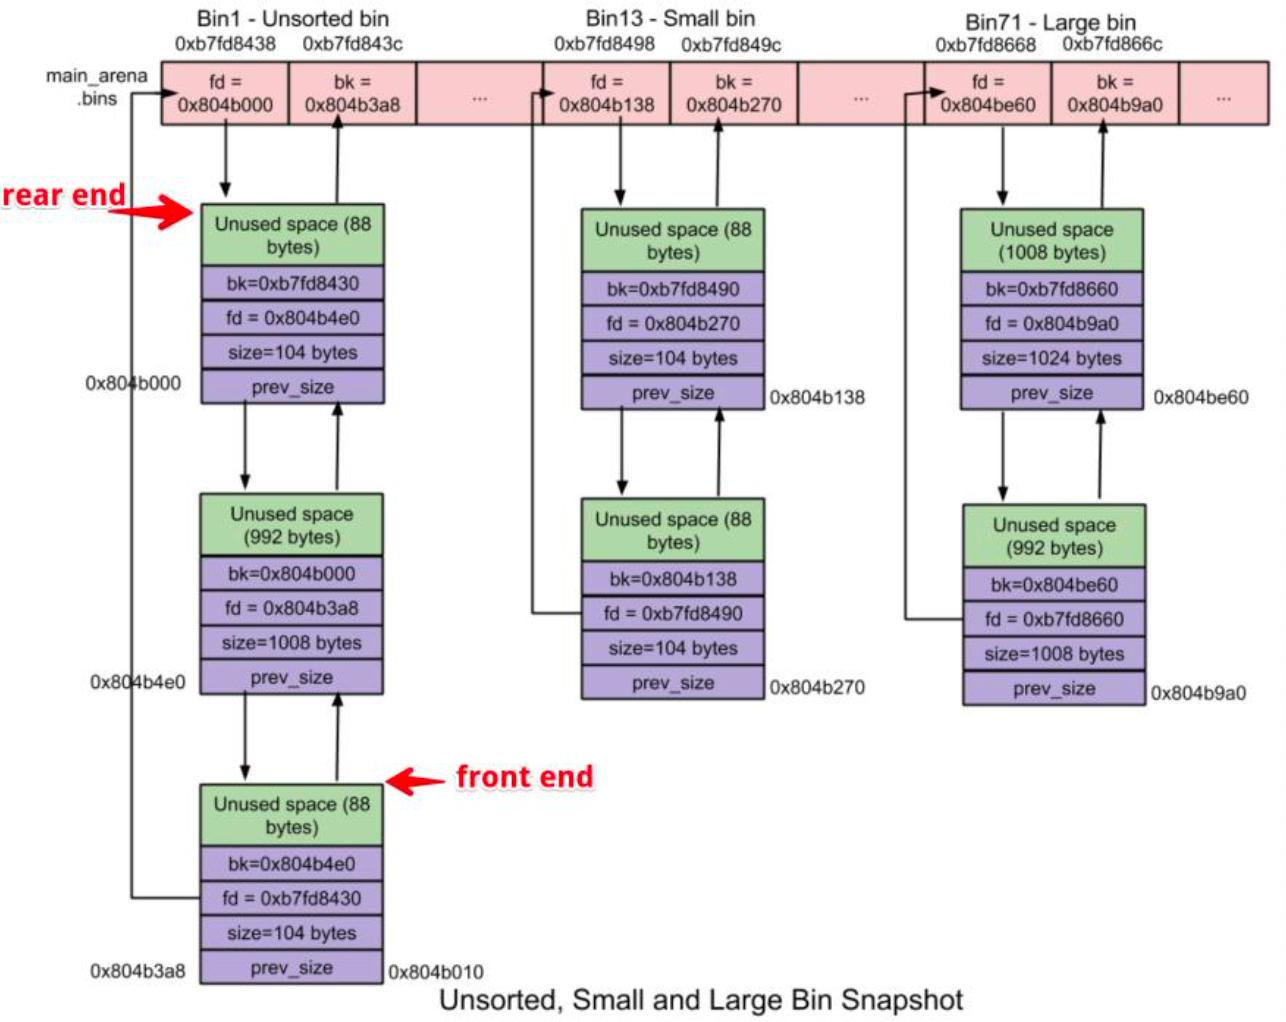 Bin1 - Unsorted bin
0xb7fd8438 0xb7fd843c
Bin13 - Small bin
0xb7fd8498 0xb7fd849c
Bin71 - Large bin
0xb7fd8668 0xb7fd866c
main_arena
.bins
fd =
0x804b000
bk =
0x804b3a8
...
fd =
0x804b138
bk =
0x804b270
...
fd =
0x804be60
bk =
0x804b9a0
...
rear end
Unused space (88
bytes)
bk=0xb7fd8430
fd = 0x804b4e0
size=104 bytes
prev_size
0x804b000
Unused space
(992 bytes)
bk=0x804b000
fd = 0x804b3a8
size=1008 bytes
prev_size
0x804b4e0
front end
Unused space (88
bytes)
bk=0x804b4e0
fd = 0xb7fd8430
size=104 bytes
prev_size
0x804b3a8
0x804b010
Unused space (88
bytes)
bk=0xb7fd8490
fd = 0x804b270
size=104 bytes
prev_size
0x804b138
Unused space (88
bytes)
bk=0x804b138
fd = 0xb7fd8490
size=104 bytes
prev_size
0x804b270
Unused space
(1008 bytes)
bk=0xb7fd8660
fd = 0x804b9a0
size=1024 bytes
prev_size
0x804be60
Unused space
(992 bytes)
bk=0x804be60
fd = 0xb7fd8660
size=1008 bytes
prev_size
0x804b9a0
Unsorted, Small and Large Bin Snapshot